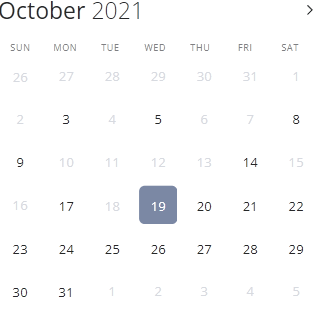 October 2021
SUN MON TUE WED THU FRI SAT
26 27 28 29 30 31 1
2 3 4 5 6 7 8
9 10 11 12 13 14 15
16 17 18 19 20 21 22
23 24 25 26 27 28 29
30 31 1 2 3 4 5